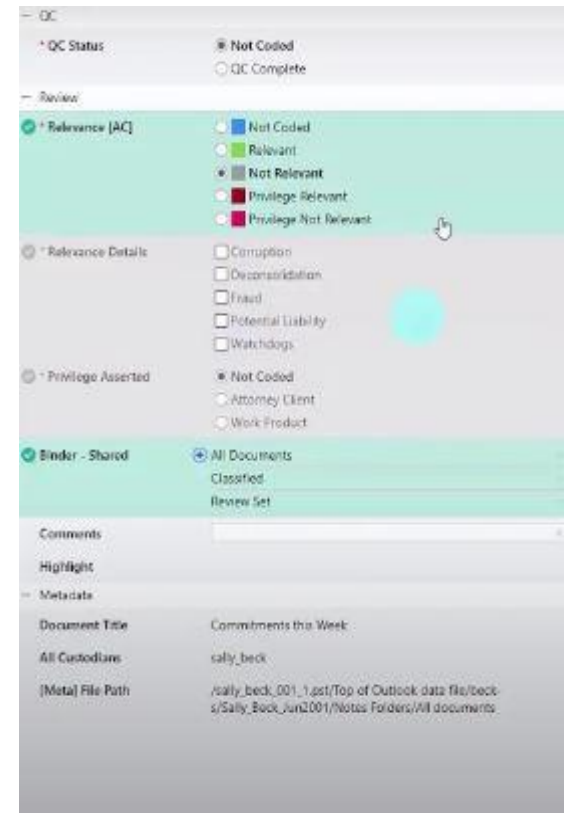 QC
* QC Status
Not Coded
QC Complete
Review
* Relevance [AC]
Not Coded
Relevant
Not Relevant
Privilege Relevant
Privilege Not Relevant
* Relevance Details
Corruption
Deconsolidation
Fraud
Potential Liability
Watchdogs
* Privilege Asserted
Not Coded
Attorney Client
Work Product
Binder - Shared
All Documents
Classified
Review Set
Comments
Highlight
Metadata
Document Title
Commitments this Week
All Custodians
sally_beck
[Meta] File Path
/sally_beck_001_1.pst/Top of Outlook data file/beck-
s/Sally_Beck_Jun2001/Notes Folders/All documents